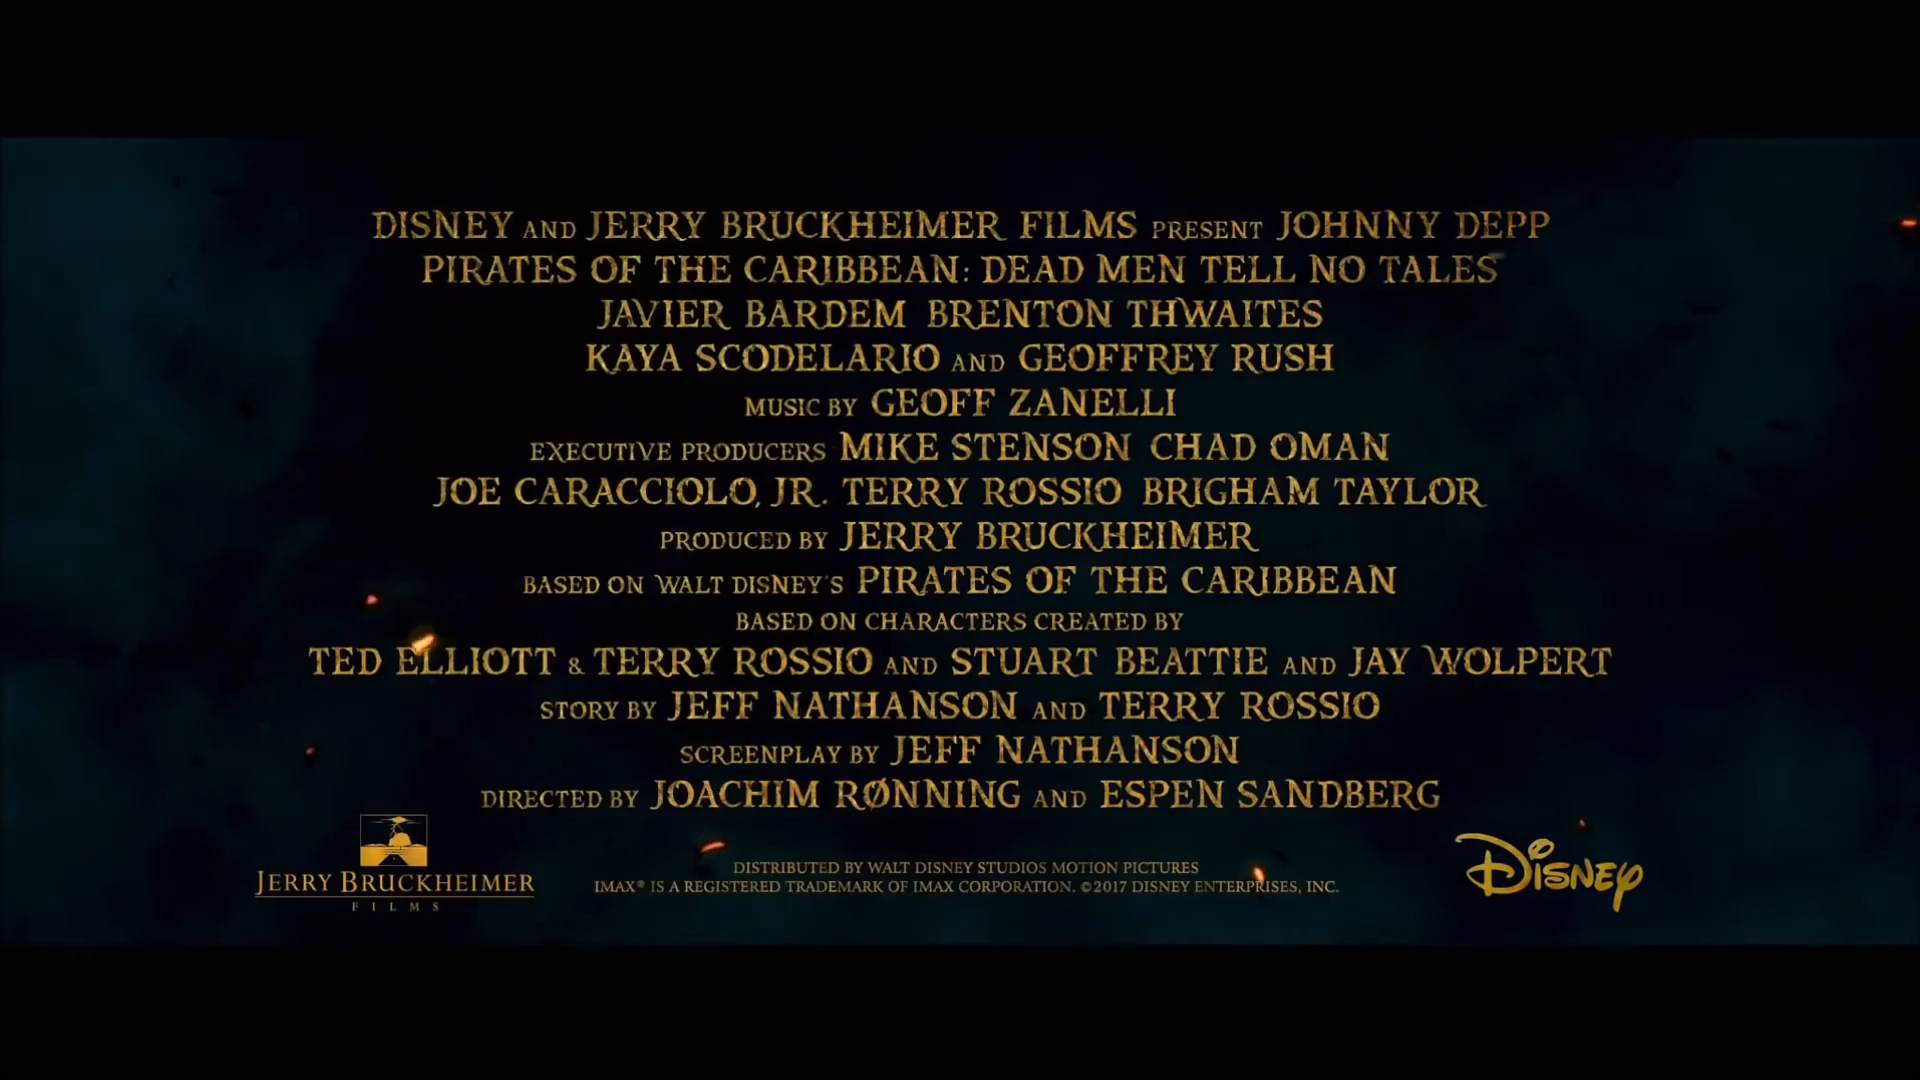 DISNEY AND JERRY BRUCKHEIMER FILMS PRESENT JOHNNY DEPP
PIRATES OF THE CARIBBEAN: DEAD MEN TELL NO TALES
JAVIER BARDEM BRENTON THWAITES
KAYA SCODELARIO AND GEOFFREY RUSH
MUSIC BY GEOFF ZANELLI
EXECUTIVE PRODUCERS MIKE STENSON CHAD OMAN
JOE CARACCIOLO, JR. TERRY ROSSIO BRIGHAM TAYLOR
PRODUCED BY JERRY BRUCKHEIMER
BASED ON WALT DISNEY'S PIRATES OF THE CARIBBEAN
BASED ON CHARACTERS CREATED BY
TED ELLIOTT & TERRY ROSSIO AND STUART BEATTIE AND JAY WOLPERT
STORY BY JEFF NATHANSON AND TERRY ROSSIO
SCREENPLAY BY JEFF NATHANSON
DIRECTED BY JOACHIM RØNNING AND ESPEN SANDBERG
JERRY BRUCKHEIMER
FILMS
DISTRIBUTED BY WALT DISNEY STUDIOS MOTION PICTURES
IMAX® IS A REGISTERED TRADEMARK OF IMAX CORPORATION. ©2017 DISNEY ENTERPRISES, INC.
DISNEY